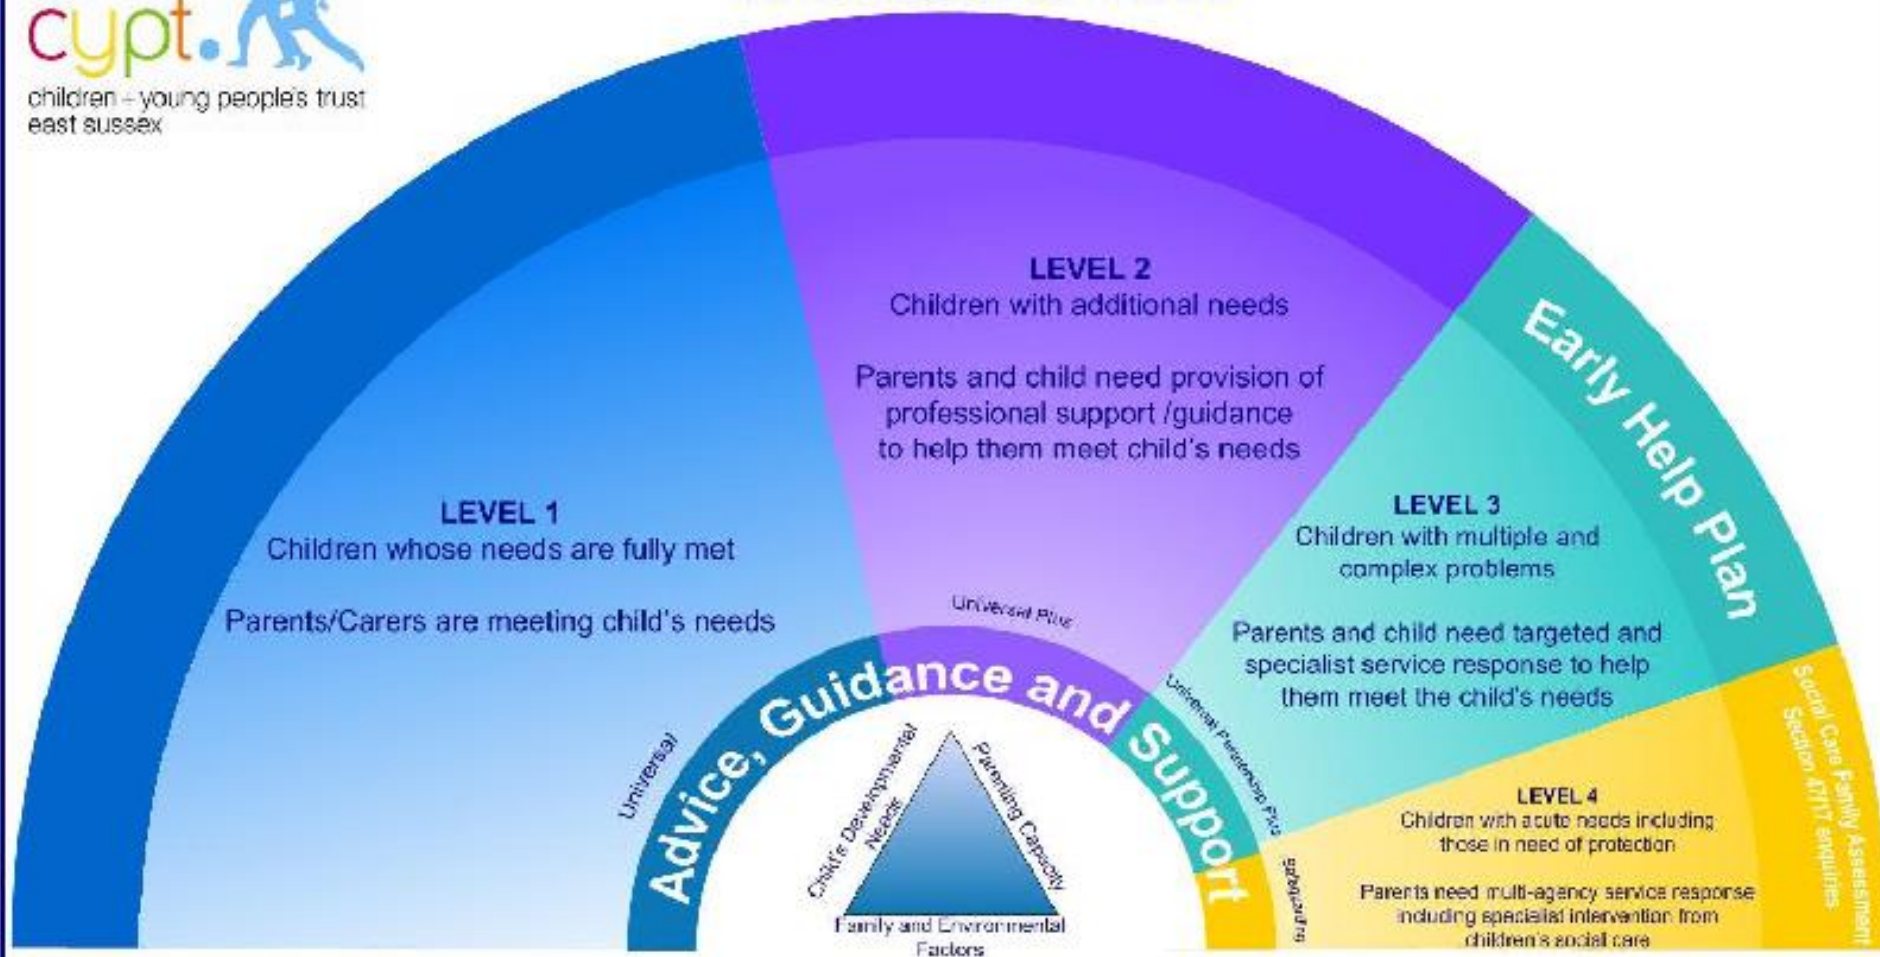 cypt.
children + young people's trust
east sussex
LEVEL 1
Children whose needs are fully met
Parents/Carers are meeting child's needs
LEVEL 2
Children with additional needs
Parents and child need provision of
professional support /guidance
to help them meet child's needs
LEVEL 3
Children with multiple and
complex problems
Parents and child need targeted and
specialist service response to help
them meet the child's needs
LEVEL 4
Children with acute needs including
those in need of protection
Parents need multi-agency service response
including specialist intervention from
children's social care
Early Help Plan
Social Care Family Assessment
Section 47/17 enquiries
Universal
Universal Plus
Universal Partnership Plus
Safeguarding
Advice, Guidance and Support
Child's Developmental
Needs
Parenting Capacity
Family and Environmental
Factors